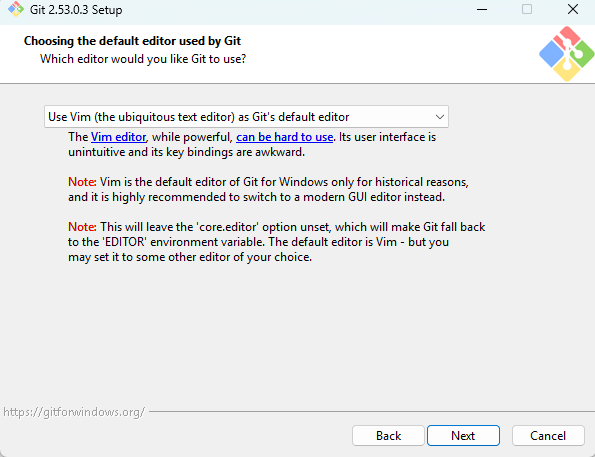 Git 2.53.0.3 Setup
Choosing the default editor used by Git
Which editor would you like Git to use?
Use Vim (the ubiquitous text editor) as Git's default editor
The Vim editor, while powerful, can be hard to use. Its user interface is
unintuitive and its key bindings are awkward.
Note: Vim is the default editor of Git for Windows only for historical reasons,
and it is highly recommended to switch to a modern GUI editor instead.
Note: This will leave the 'core.editor' option unset, which will make Git fall back
to the 'EDITOR' environment variable. The default editor is Vim - but you
may set it to some other editor of your choice.
https://gitforwindows.org/
Back
Next
Cancel